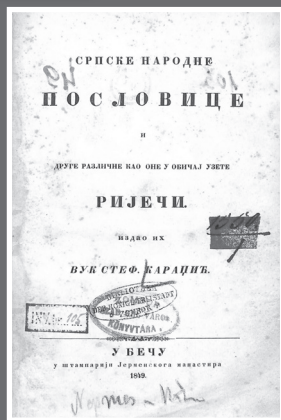 СРПСКЕ НАРОДНЕ
ПОСЛОВИЦЕ
и
ДРУГЕ РАЗЛИЧНЕ КАО ОНЕ У ОБИЧАЈ УЗЕТЕ
РИЈЕЧИ.
издао их
ВУК СТЕФ. КАРАЏИЋ.
KÖNYVTÁRA
У БЕЧУ
у штампарији Јерменскога манастира
1849.